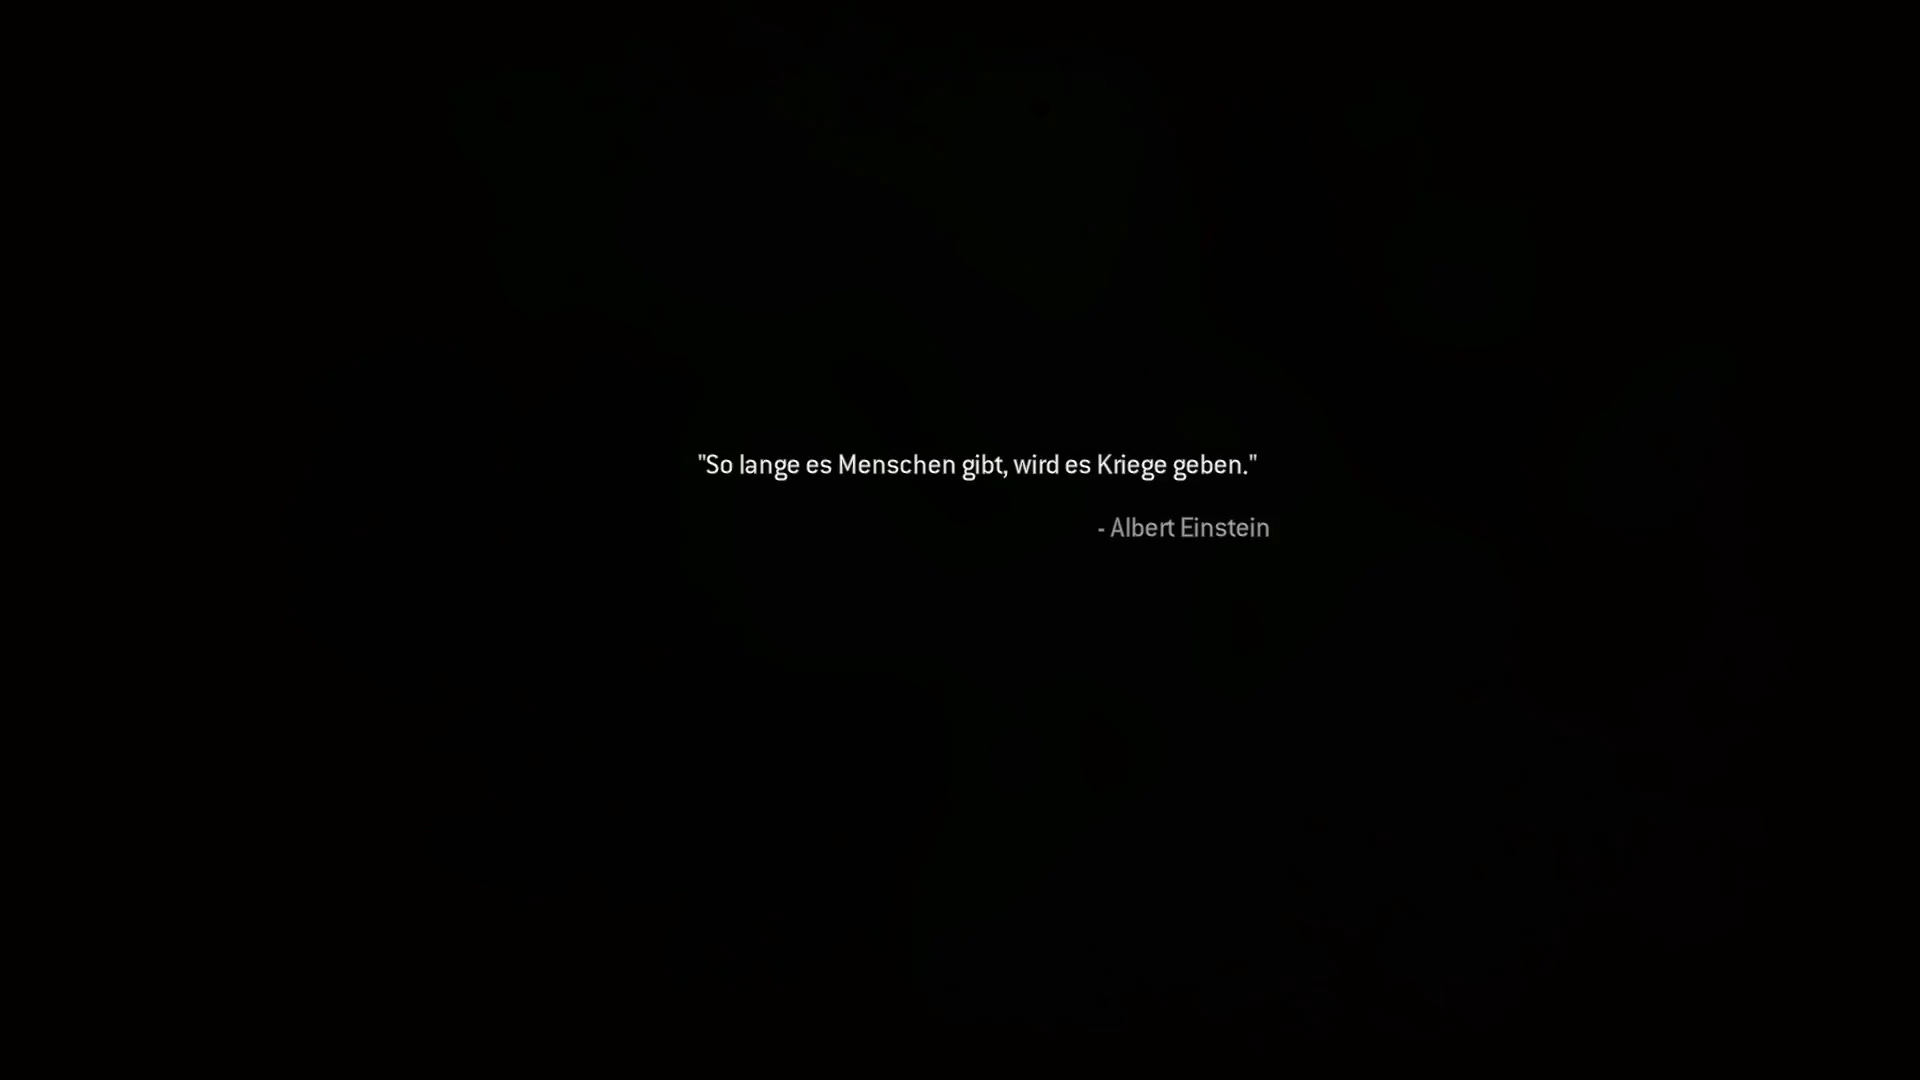 "So lange es Menschen gibt, wird es Kriege geben."
- Albert Einstein